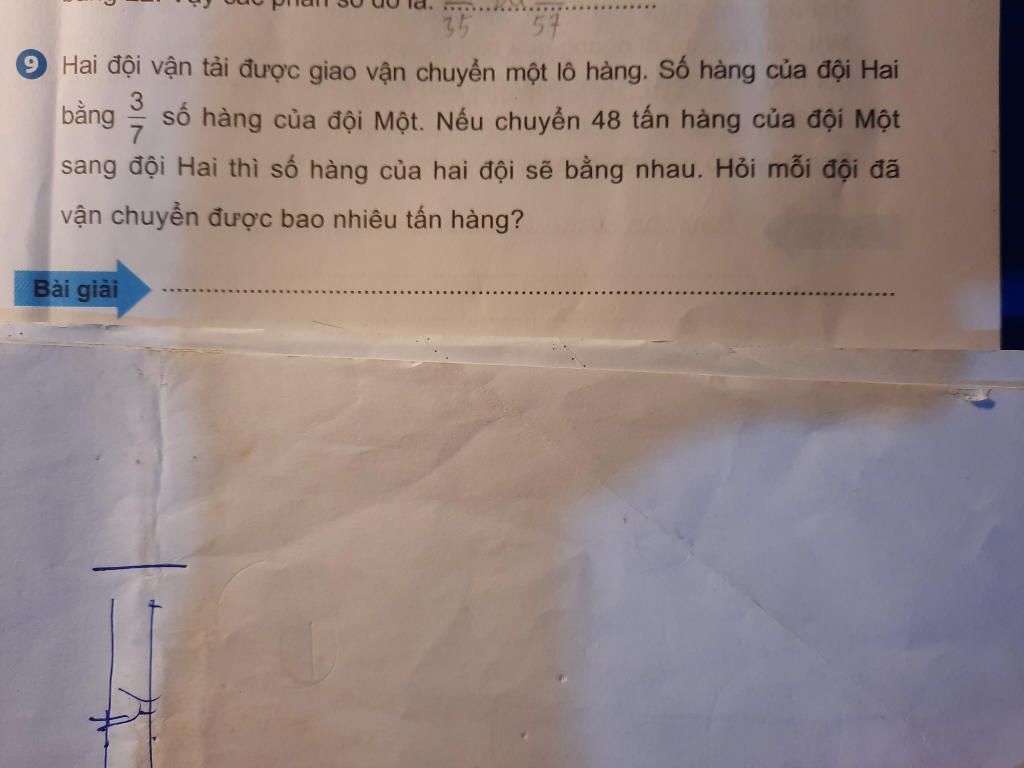 35 57
9 Hai đội vận tải được giao vận chuyển một lô hàng. Số hàng của đội Hai
bằng 3/7 số hàng của đội Một. Nếu chuyển 48 tấn hàng của đội Một
sang đội Hai thì số hàng của hai đội sẽ bằng nhau. Hỏi mỗi đội đã
vận chuyển được bao nhiêu tấn hàng?
Bài giải